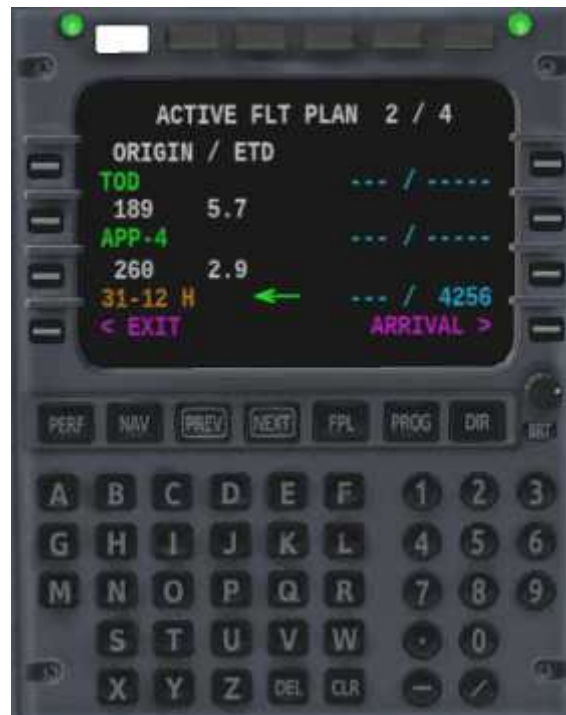 ACTIVE FLT PLAN 2 / 4
ORIGIN / ETD
TOD --- / -----
189 5.7
APP-4 --- / -----
260 2.9
31-12 H ← --- / 4256
< EXIT ARRIVAL >
PERF NAV PREV NEXT FPL PROG DIR BRT
A B C D E F 1 2 3
G H I J K L 4 5 6
M N O P Q R 7 8 9
S T U V W · 0
X Y Z DEL CLR — /